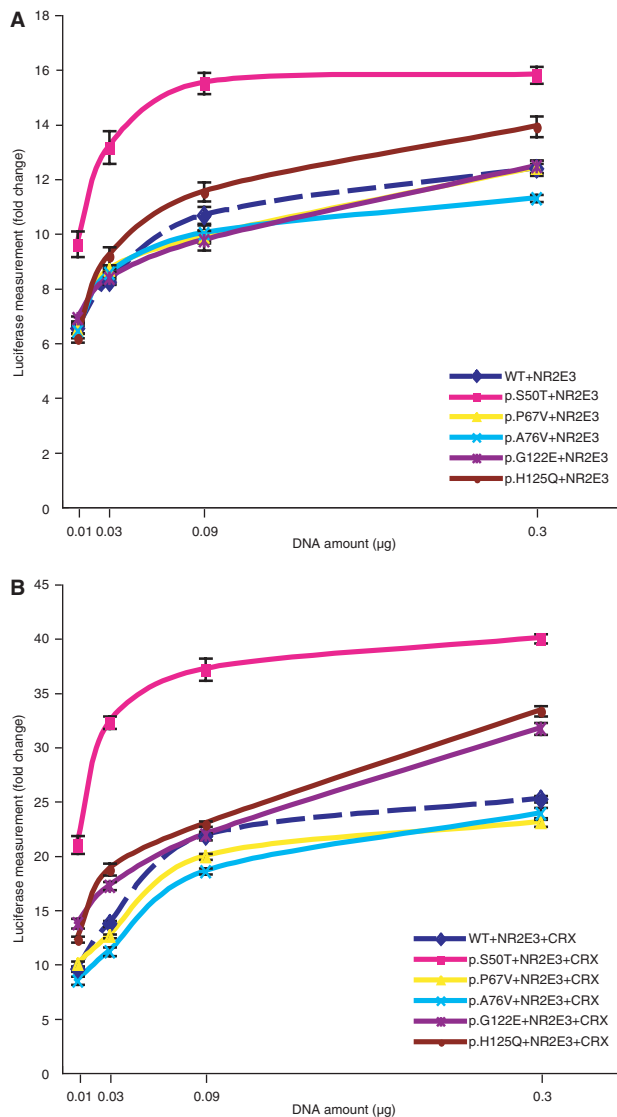 A
Luciferase measurement (fold change)
18
16
14
12
10
8
6
4
2
0
WT+NR2E3
p.S50T+NR2E3
p.P67V+NR2E3
p.A76V+NR2E3
p.G122E+NR2E3
p.H125Q+NR2E3
0.01 0.03 0.09 0.3
DNA amount (µg)
B
Luciferase measurement (fold change)
45
40
35
30
25
20
15
10
5
0
WT+NR2E3+CRX
p.S50T+NR2E3+CRX
p.P67V+NR2E3+CRX
p.A76V+NR2E3+CRX
p.G122E+NR2E3+CRX
p.H125Q+NR2E3+CRX
0.01 0.03 0.09 0.3
DNA amount (µg)